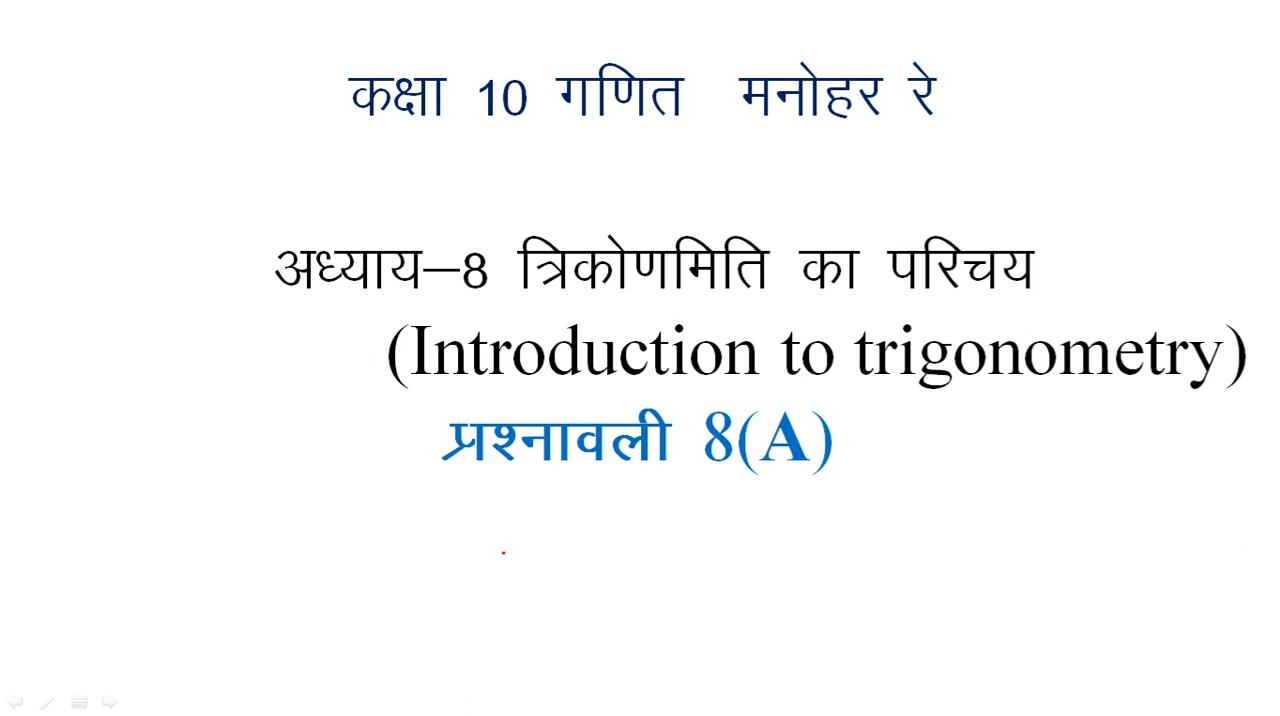 कक्षा 10 गणित मनोहर रे
अध्याय–8 त्रिकोणमिति का परिचय
(Introduction to trigonometry)
प्रश्नावली 8(A)